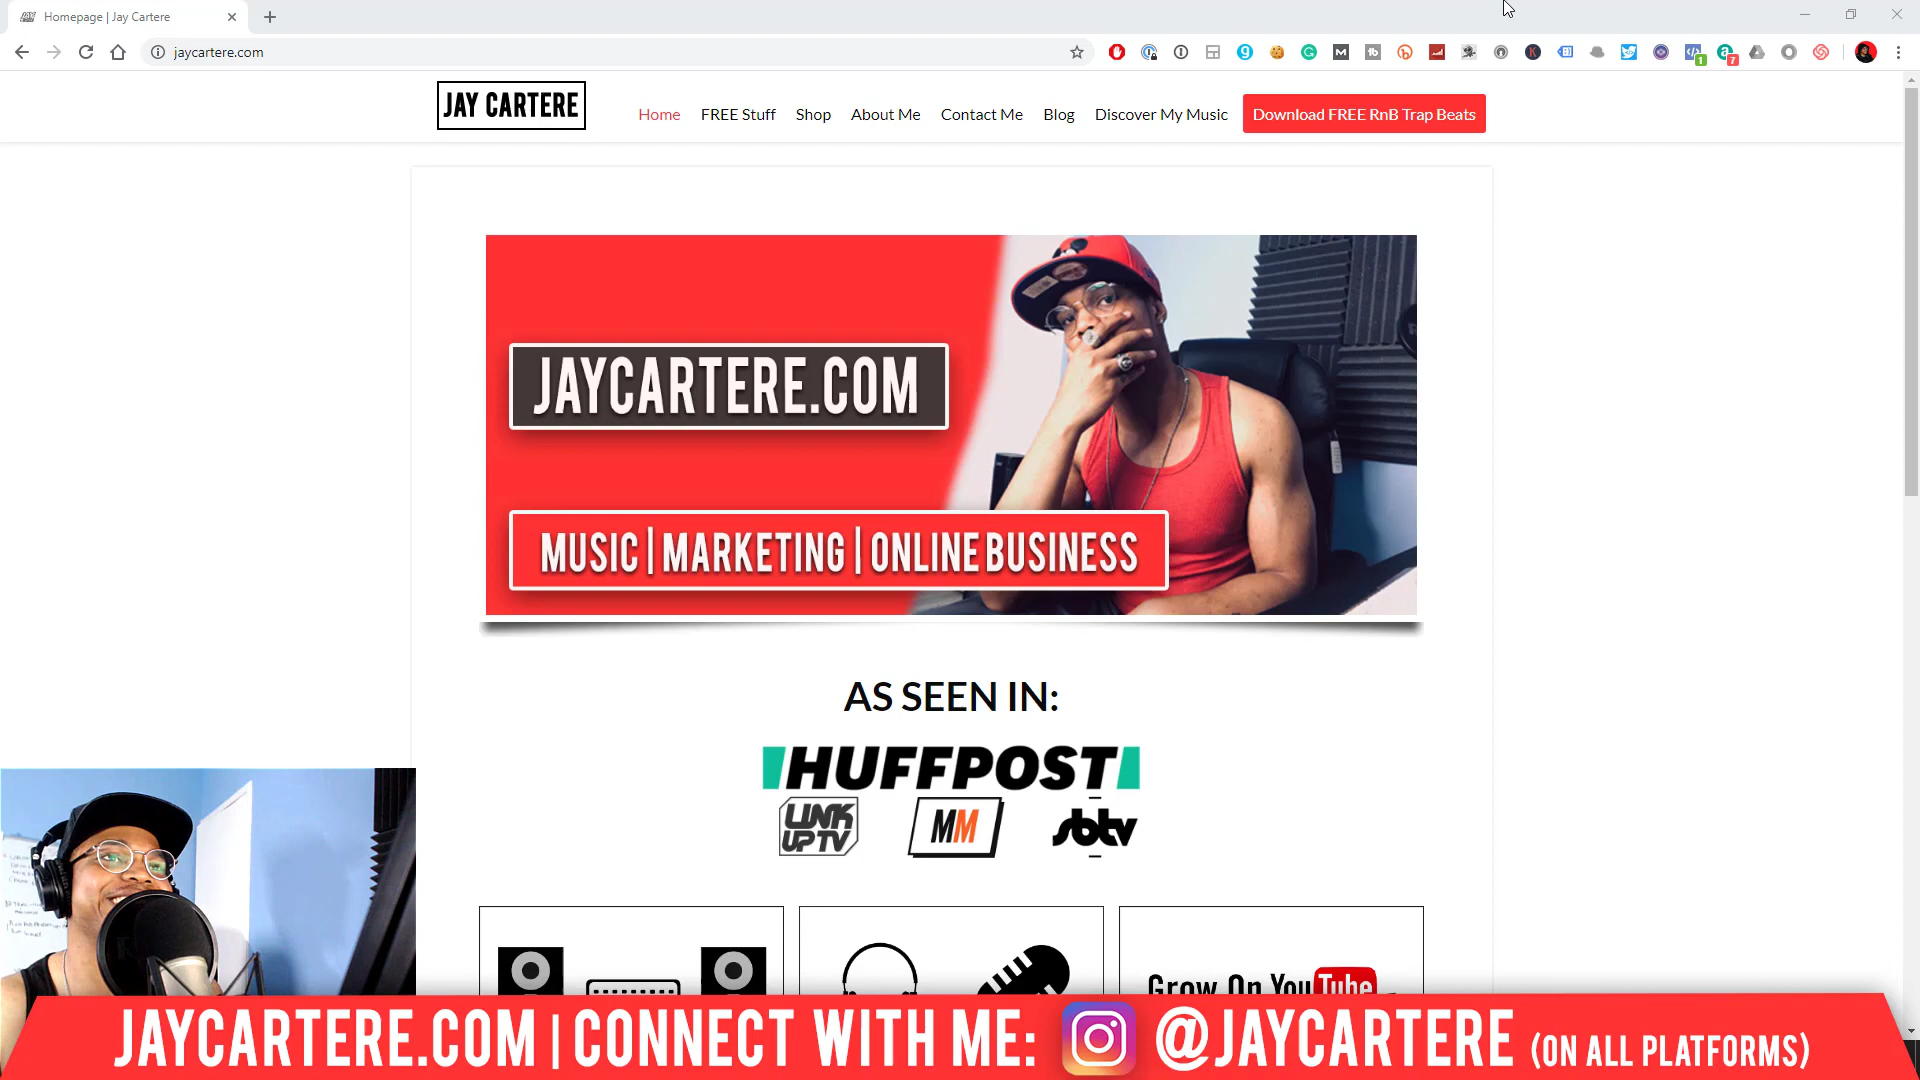 Homepage | Jay Cartere
jaycartere.com
JAY CARTERE
Home FREE Stuff Shop About Me Contact Me Blog Discover My Music Download FREE RnB Trap Beats
JAYCARTERE.COM
MUSIC | MARKETING | ONLINE BUSINESS
AS SEEN IN:
HUFFPOST
LINK UP TV
MM
sbtv
Grow On YouTube
JAYCARTERE.COM | CONNECT WITH ME: @JAYCARTERE (ON ALL PLATFORMS)